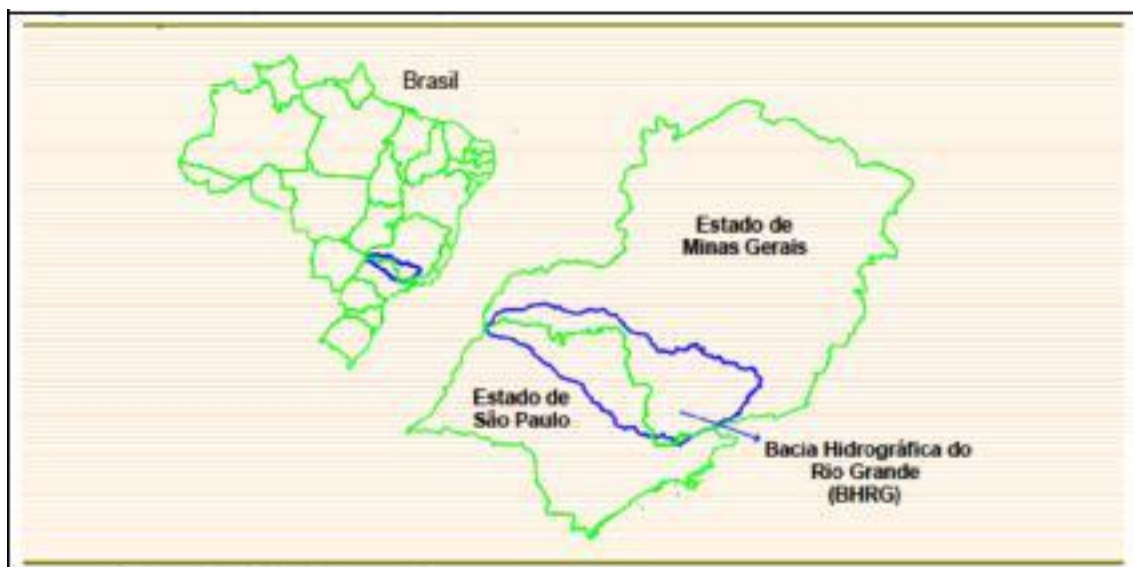 Brasil
Estado de
Minas Gerais
Estado de
São Paulo
Bacia Hidrográfica do
Rio Grande
(BHRG)